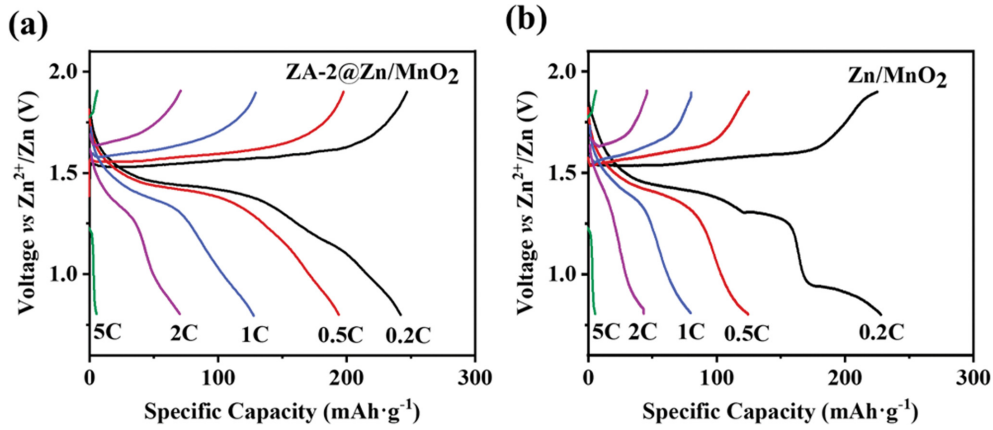 (a)
ZA-2@Zn/MnO₂
Voltage vs Zn²⁺/Zn (V)
2.0
1.5
1.0
5C 2C 1C 0.5C 0.2C
0 100 200 300
Specific Capacity (mAh·g⁻¹)
(b)
Zn/MnO₂
Voltage vs Zn²⁺/Zn (V)
2.0
1.5
1.0
5C 2C 1C 0.5C 0.2C
0 100 200 300
Specific Capacity (mAh·g⁻¹)